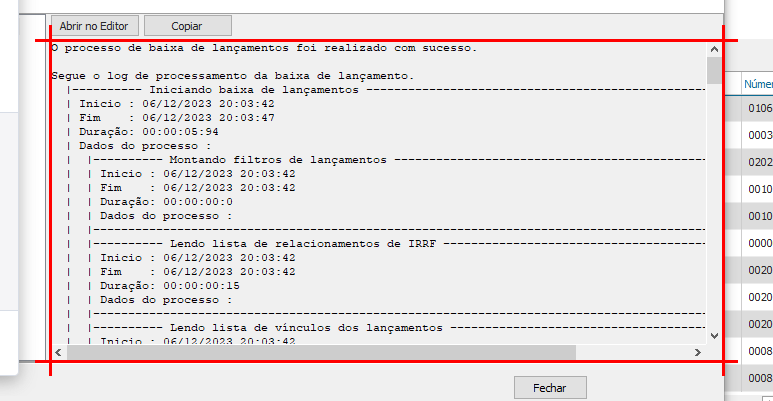 Abrir no Editor
Copiar
O processo de baixa de lançamentos foi realizado com sucesso.
Segue o log de processamento da baixa de lançamento.
|---------- Iniciando baixa de lançamentos ------------------------------------------------
| Inicio : 06/12/2023 20:03:42
| Fim    : 06/12/2023 20:03:47
| Duração: 00:00:05:94
| Dados do processo :
|  |---------- Montando filtros de lançamentos --------------------------------------------
|  | Inicio : 06/12/2023 20:03:42
|  | Fim    : 06/12/2023 20:03:42
|  | Duração: 00:00:00:0
|  | Dados do processo :
|  |---------------------------------------------------------------------------------------
|  |---------- Lendo lista de relacionamentos de IRRF -------------------------------------
|  | Inicio : 06/12/2023 20:03:42
|  | Fim    : 06/12/2023 20:03:42
|  | Duração: 00:00:00:15
|  | Dados do processo :
|  |---------------------------------------------------------------------------------------
|  |---------- Lendo lista de vínculos dos lançamentos ------------------------------------
|  | Inicio : 06/12/2023 20:03:42
Fechar
Númer
0106
0003
0202
0010
0010
0000
0020
0020
0020
0008
0008